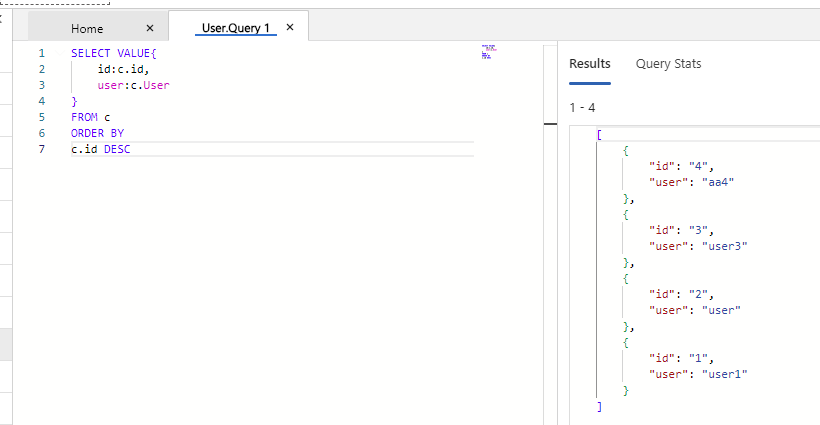 Home × User.Query 1 ×
1 SELECT VALUE{
2 id:c.id,
3 user:c.User
4 }
5 FROM c
6 ORDER BY
7 c.id DESC
Results Query Stats
1 - 4
[
{
"id": "4",
"user": "aa4"
},
{
"id": "3",
"user": "user3"
},
{
"id": "2",
"user": "user"
},
{
"id": "1",
"user": "user1"
}
]